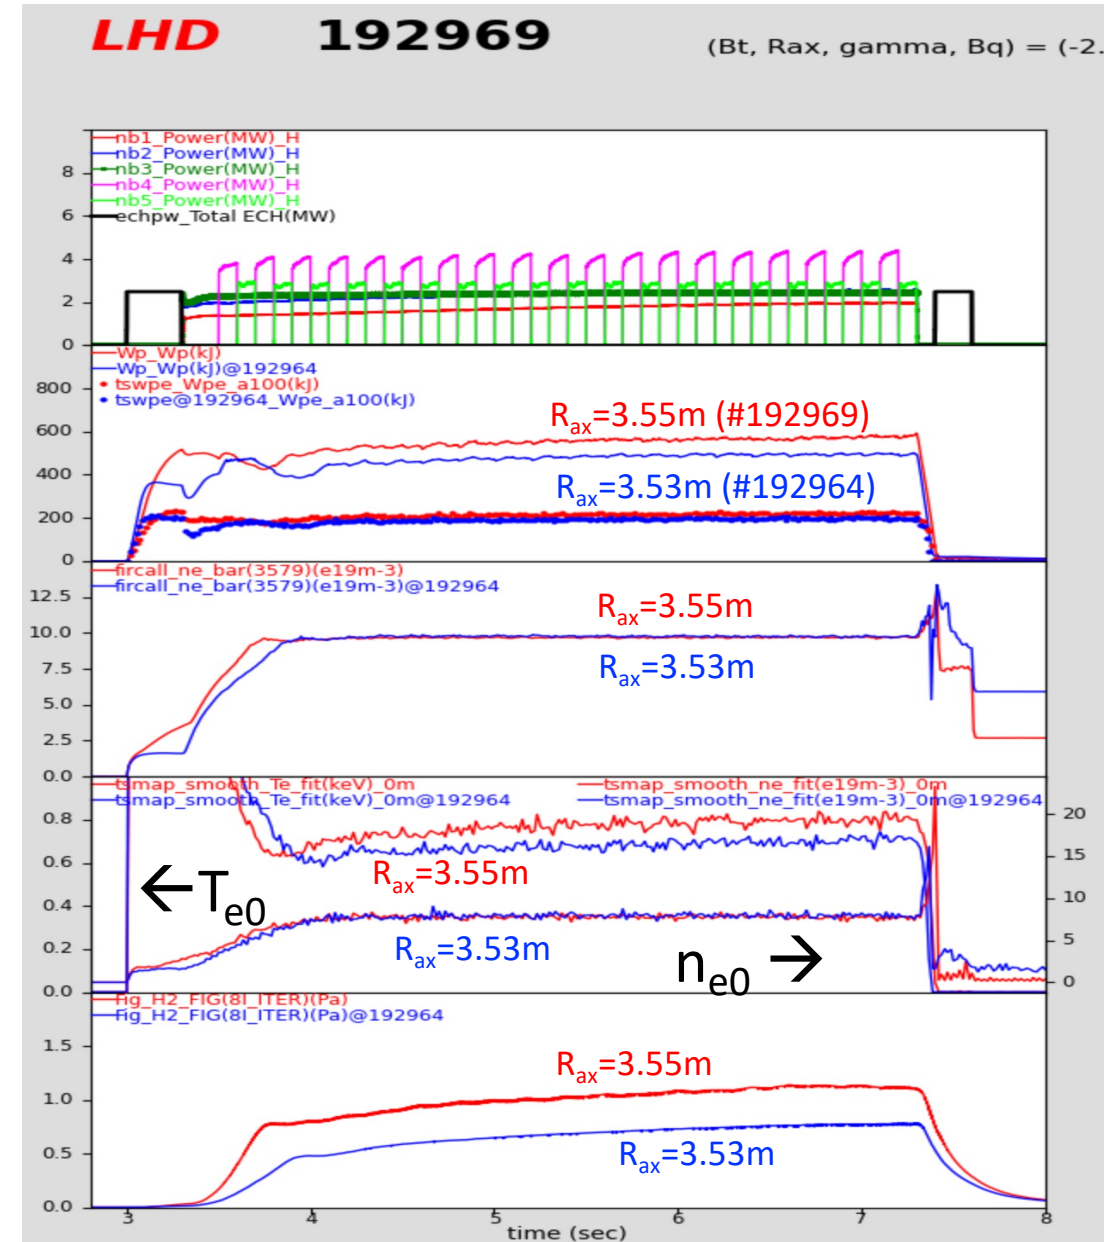 LHD 192969 (Bt, Rax, gamma, Bq) = (-2.
nb1_Power(MW)_H
nb2_Power(MW)_H
nb3_Power(MW)_H
nb4_Power(MW)_H
nb5_Power(MW)_H
echpw_Total ECH(MW)
8
6
4
2
0
Wp_Wp(kJ)
Wp_Wp(kJ)@192964
tswpe_Wpe_a100(kJ)
tswpe@192964_Wpe_a100(kJ)
800
600
400
200
0
Rax=3.55m (#192969)
Rax=3.53m (#192964)
fircall_ne_bar(3579)(e19m-3)
fircall_ne_bar(3579)(e19m-3)@192964
12.5
10.0
7.5
5.0
2.5
0.0
Rax=3.55m
Rax=3.53m
tsmap_smooth_Te_fit(keV)_0m tsmap_smooth_ne_fit(e19m-3)_0m
tsmap_smooth_Te_fit(keV)_0m@192964 tsmap_smooth_ne_fit(e19m-3)_0m@192964
0.8
0.6
0.4
0.2
0.0
20
15
10
5
0
←Te0
Rax=3.55m
Rax=3.53m
ne0 →
Fig_H2_FIG(8I_ITER)(Pa)
Fig_H2_FIG(8I_ITER)(Pa)@192964
1.5
1.0
0.5
0.0
Rax=3.55m
Rax=3.53m
3 4 5 6 7 8
time (sec)